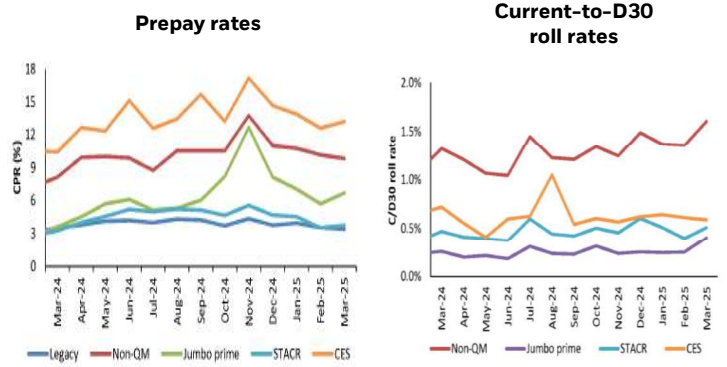 Prepay rates
18
15
12
9
6
3
0
CPR (%)
Mar-24
Apr-24
May-24
Jun-24
Jul-24
Aug-24
Sep-24
Oct-24
Nov-24
Dec-24
Jan-25
Feb-25
Mar-25
Legacy Non-QM Jumbo prime STACR CES
Current-to-D30
roll rates
2.0%
1.5%
1.0%
0.5%
0.0%
C/D30 roll rate
Mar-24
Apr-24
May-24
Jun-24
Jul-24
Aug-24
Sep-24
Oct-24
Nov-24
Dec-24
Jan-25
Feb-25
Mar-25
Non-QM Jumbo prime STACR CES